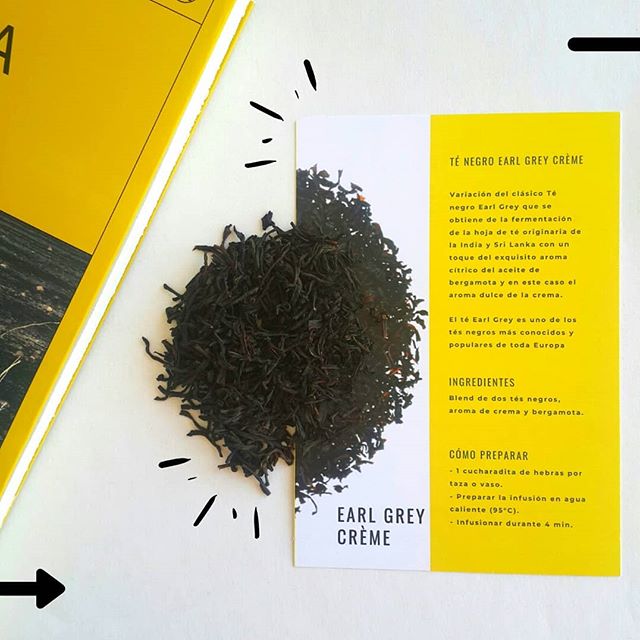 A
TÉ NEGRO EARL GREY CRÈME
Variación del clásico Té
negro Earl Grey que se
obtiene de la fermentación
de la hoja de té originaria de
la India y Sri Lanka con un
toque del exquisito aroma
cítrico del aceite de
bergamota y en este caso el
aroma dulce de la crema.
El té Earl Grey es uno de los
tés negros más conocidos y
populares de toda Europa
INGREDIENTES
Blend de dos tés negros,
aroma de crema y bergamota.
CÓMO PREPARAR
- 1 cucharadita de hebras por
taza o vaso.
- Preparar la infusión en agua
caliente (95°C).
- Infusionar durante 4 min.
EARL GREY
CRÈME